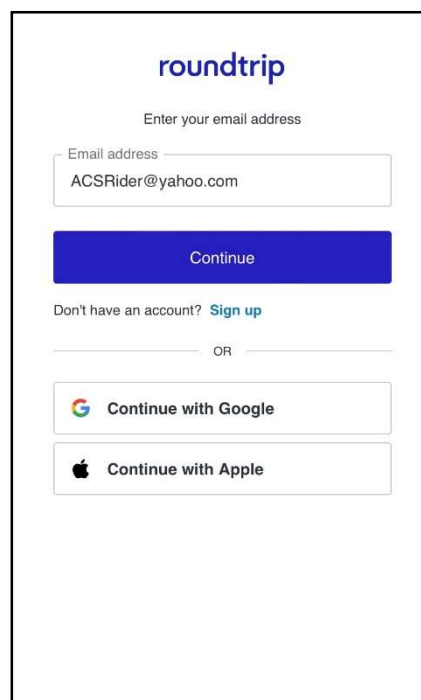 roundtrip
Enter your email address
Email address
ACSRider@yahoo.com
Continue
Don't have an account? Sign up
OR
Continue with Google
Continue with Apple